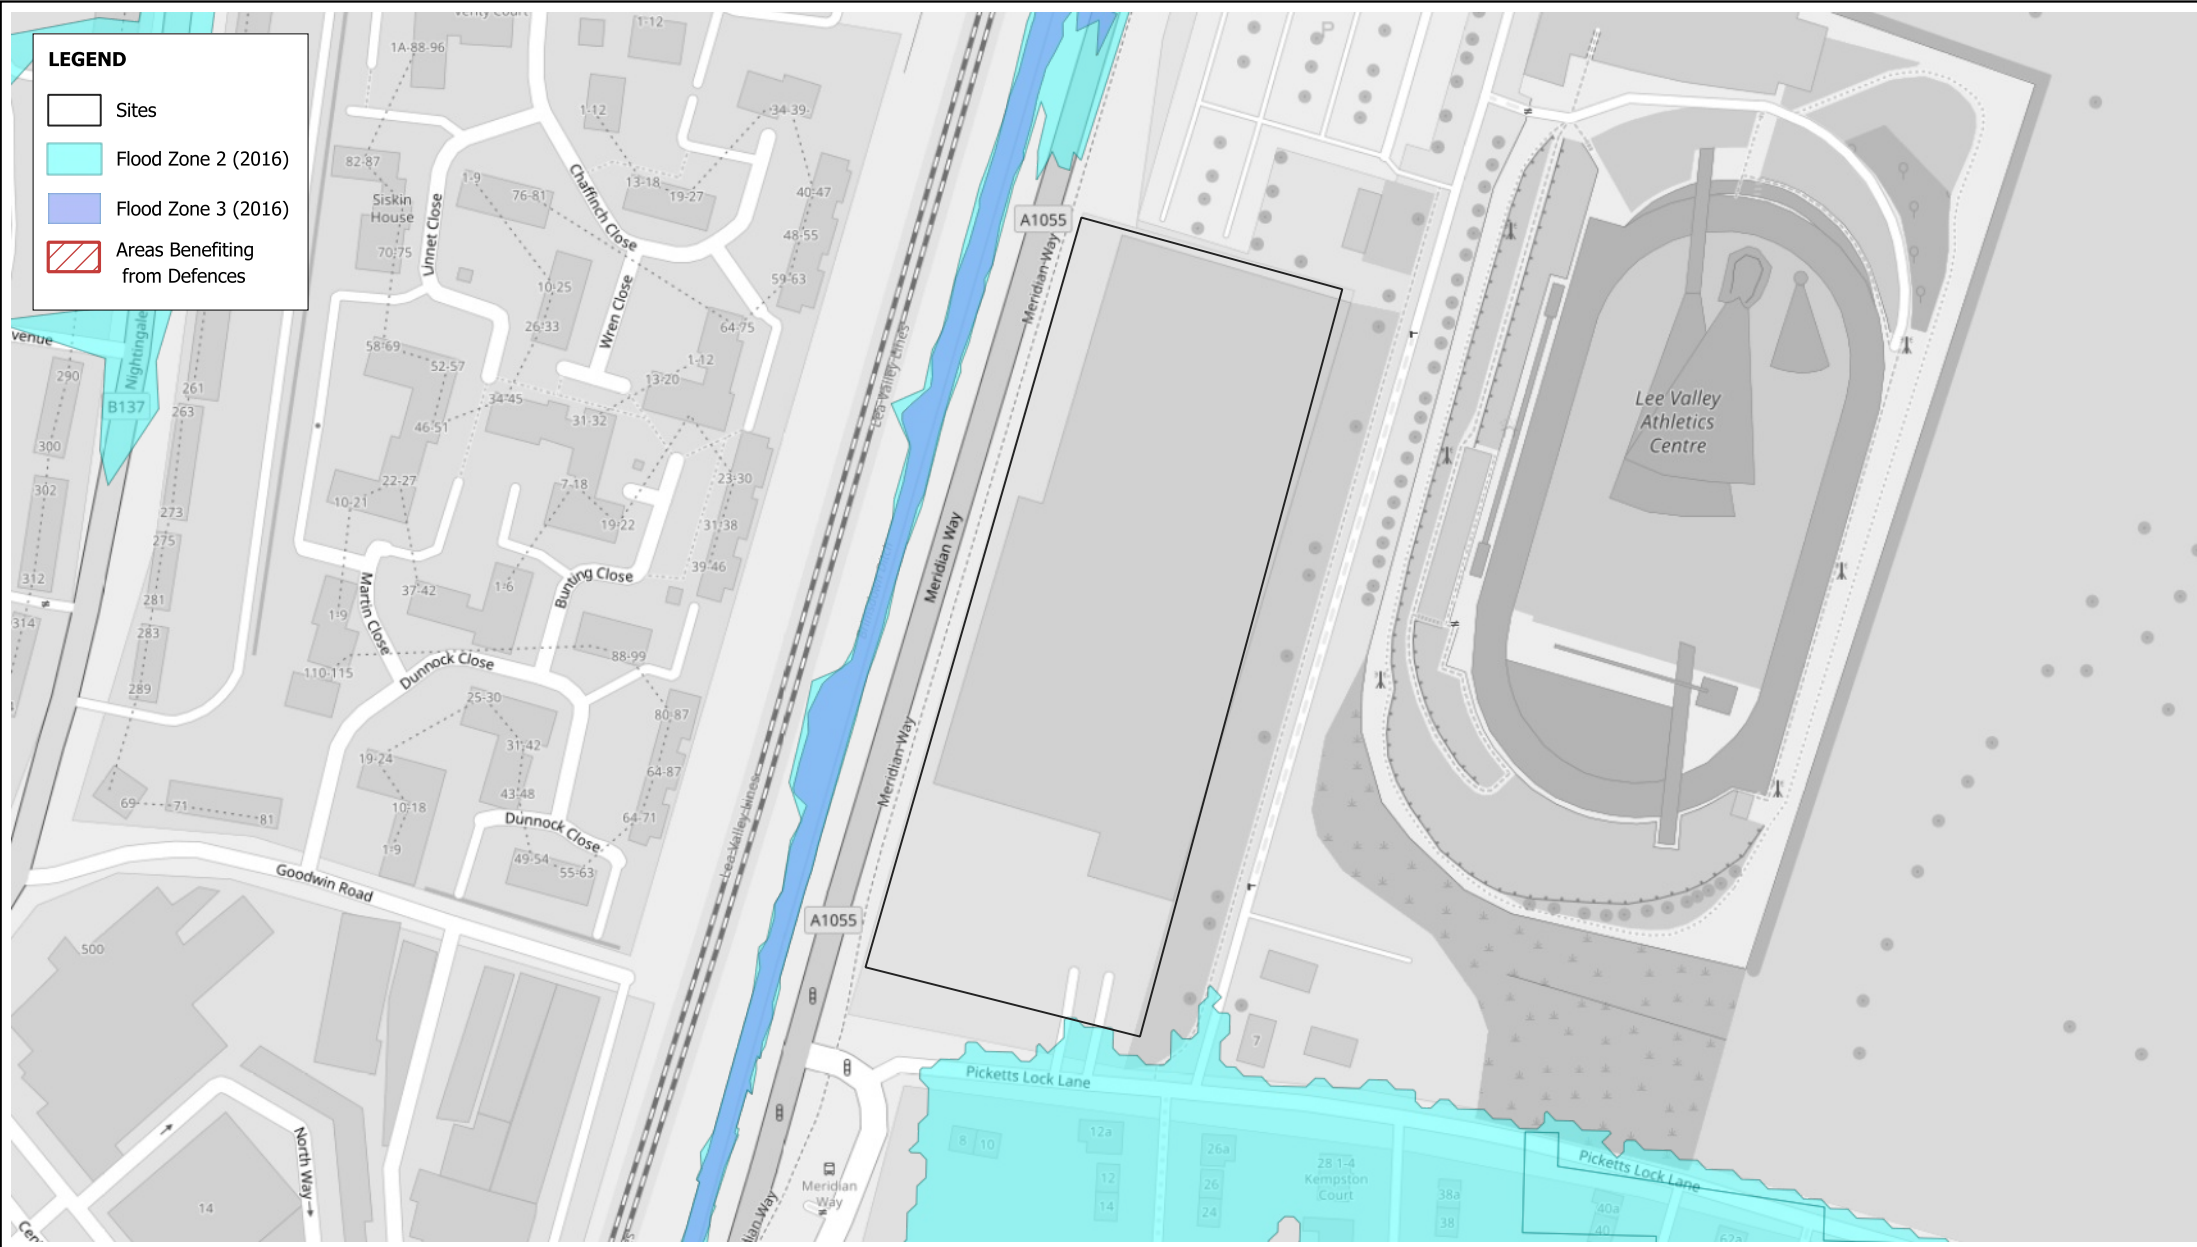 LEGEND
Sites
Flood Zone 2 (2016)
Flood Zone 3 (2016)
Areas Benefiting
from Defences
Verity Court
1A-88-96
1-12
1-12
34-39
82-87
1-9
76-81
13-18
19-27
40-47
Siskin
House
70-75
Unnet Close
Chaffinch Close
48-55
59-63
10-25
26-33
Wren Close
64-75
1-12
13-20
58-69
52-57
34-45
46-51
31-32
venue
Nightingale
B137
290
261
263
300
302
273
275
312
281
314
283
289
22-27
10-21
7-18
19-22
23-30
31-38
39-46
Bunting Close
1-6
37-42
Martin Close
1-9
110-115
Dunnock Close
88-99
25-30
31-42
80-87
19-24
43-48
64-87
10-18
64-71
1-9
Dunnock Close
49-54
55-63
69
71
81
Goodwin Road
500
North Way
14
Lea Valley Lines
Lea Valley Lines
A1055
Meridian Way
Meridian Way
Meridian Way
A1055
P
Lee Valley
Athletics
Centre
7
Picketts Lock Lane
Picketts Lock Lane
8
10
12a
12
14
26a
26
24
28 1-4
Kempston
Court
38a
38
40a
40
62a
Meridian
Way
dian Way